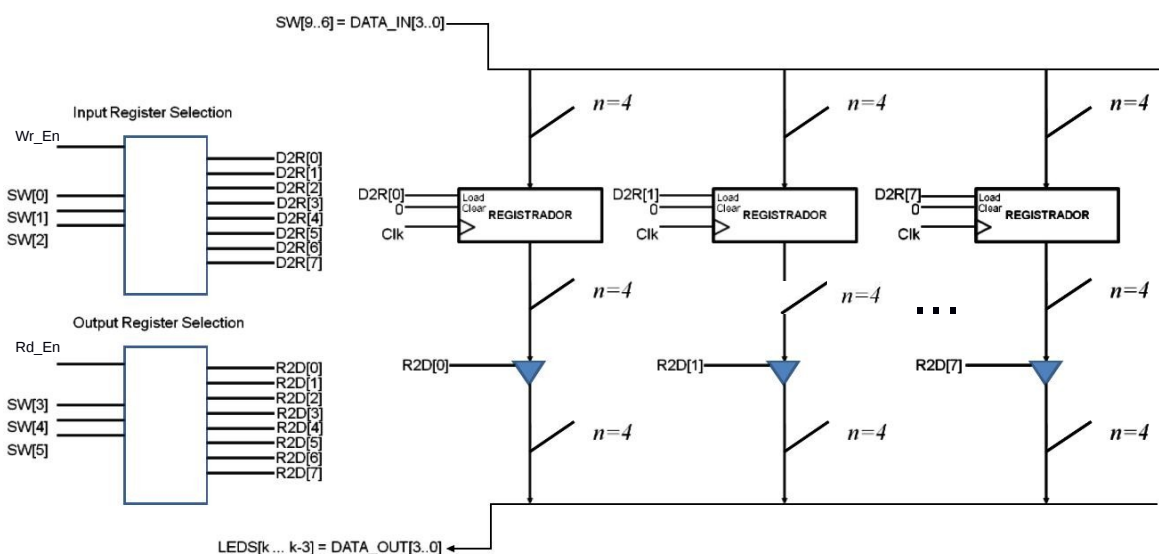 SW[9..6] = DATA_IN[3..0]
n=4
n=4
n=4
Input Register Selection
Wr_En
SW[0]
SW[1]
SW[2]
D2R[0]
D2R[1]
D2R[2]
D2R[3]
D2R[4]
D2R[5]
D2R[6]
D2R[7]
D2R[0]
0
Clk
Load
Clear
REGISTRADOR
D2R[1]
0
Clk
Load
Clear
REGISTRADOR
D2R[7]
0
Clk
Load
Clear
REGISTRADOR
n=4
n=4
...
n=4
Output Register Selection
Rd_En
SW[3]
SW[4]
SW[5]
R2D[0]
R2D[1]
R2D[2]
R2D[3]
R2D[4]
R2D[5]
R2D[6]
R2D[7]
R2D[0]
R2D[1]
R2D[7]
n=4
n=4
n=4
LEDS[k ... k-3] = DATA_OUT[3..0]